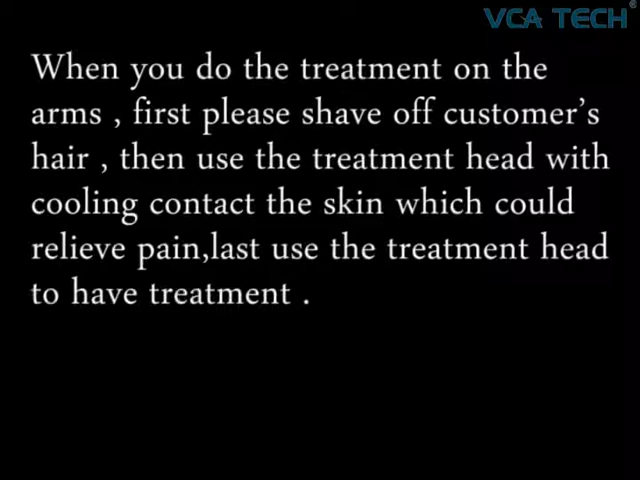 VCA TECH®
When you do the treatment on the
arms , first please shave off customer’s
hair , then use the treatment head with
cooling contact the skin which could
relieve pain,last use the treatment head
to have treatment .